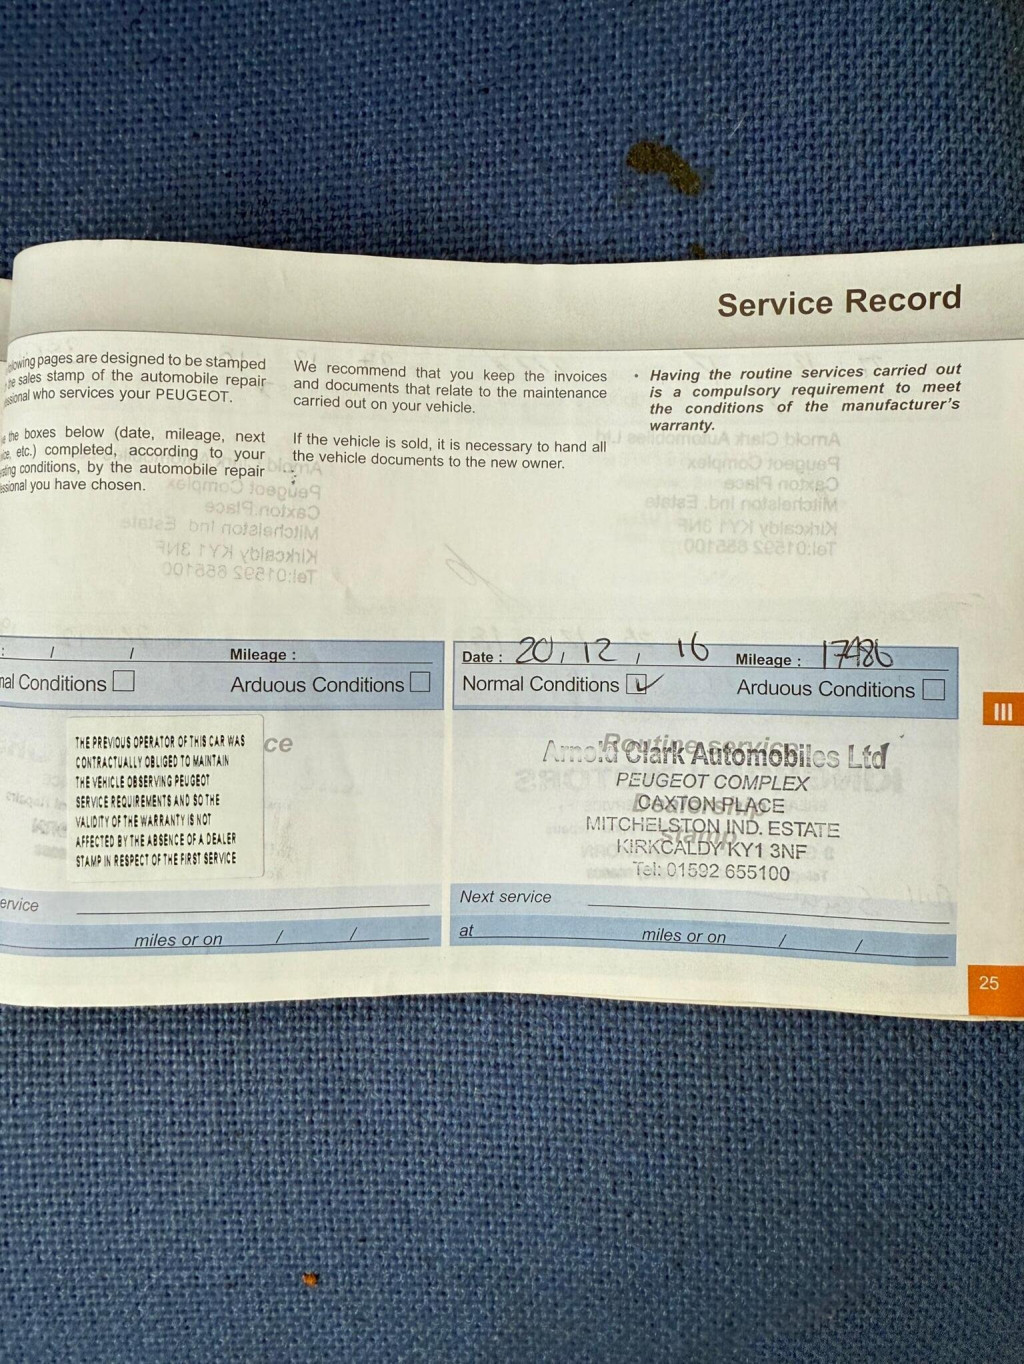 Service Record
pages are designed to be stamped
sales stamp of the automobile repair
who services your PEUGEOT.
the boxes below (date, mileage, next
etc.) completed, according to your
conditions, by the automobile repair
you have chosen.
We recommend that you keep the invoices
and documents that relate to the maintenance
carried out on your vehicle.
If the vehicle is sold, it is necessary to hand all
the vehicle documents to the new owner.
• Having the routine services carried out
is a compulsory requirement to meet
the conditions of the manufacturer's
warranty.
: / / Mileage :
Conditions Arduous Conditions
THE PREVIOUS OPERATOR OF THIS CAR WAS
CONTRACTUALLY OBLIGED TO MAINTAIN
THE VEHICLE OBSERVING PEUGEOT
SERVICE REQUIREMENTS AND SO THE
VALIDITY OF THE WARRANTY IS NOT
AFFECTED BY THE ABSENCE OF A DEALER
STAMP IN RESPECT OF THE FIRST SERVICE
miles or on / /
Date : 20 / 12 / 16 Mileage : 17486
Normal Conditions Arduous Conditions
Routine service
Dealership
stamp
Arnold Clark Automobiles Ltd
PEUGEOT COMPLEX
CAXTON PLACE
MITCHELSTON IND. ESTATE
KIRKCALDY KY1 3NF
Tel: 01592 655100
Next service
at miles or on / /
III
25